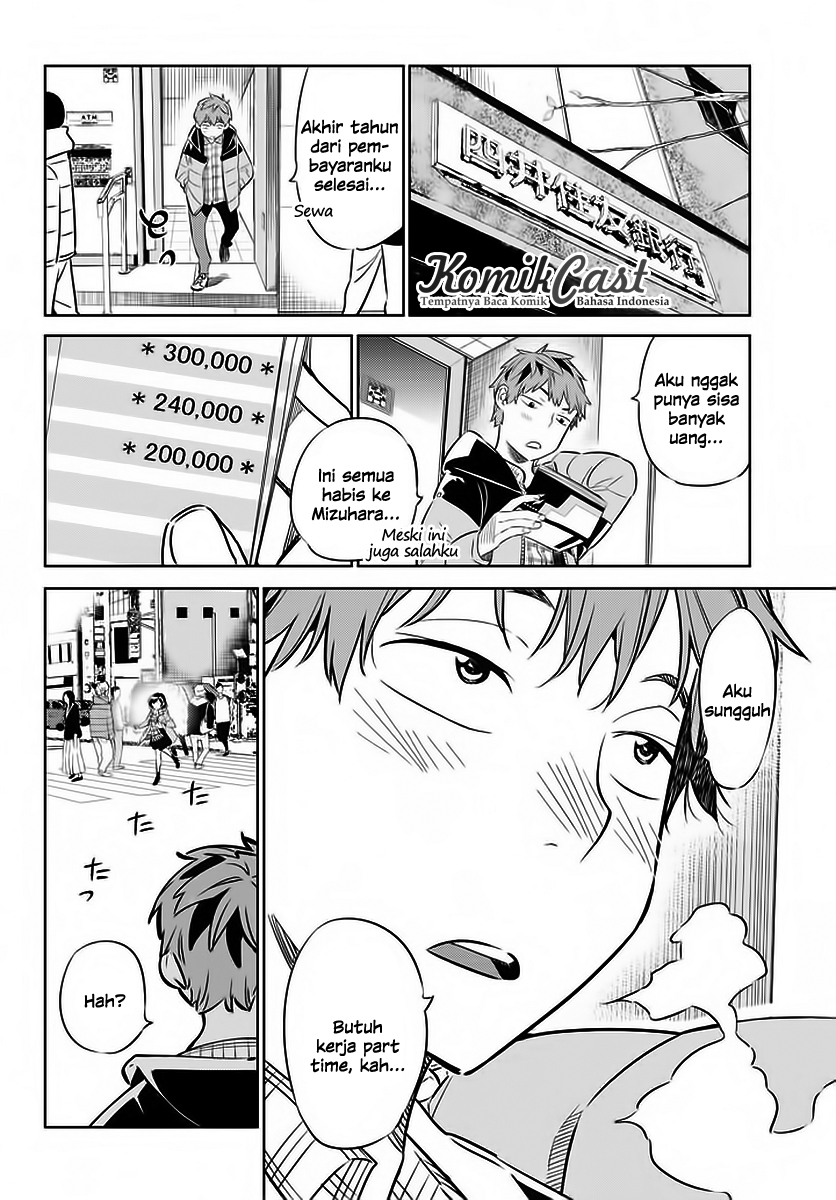 四井住友銀行
KomikCast
Tempatnya Baca Komik Bahasa Indonesia
ATM
Akhir tahun
dari pem-
bayaranku
selesai...
Sewa
Aku nggak
punya sisa
banyak
uang...
Ini semua
habis ke
Mizuhara...
Meski ini
juga salahku
* 300,000 *
* 240,000 *
* 200,000 *
Aku
sungguh
Butuh
kerja part
time, kah...
た
た
たっ
Hah?